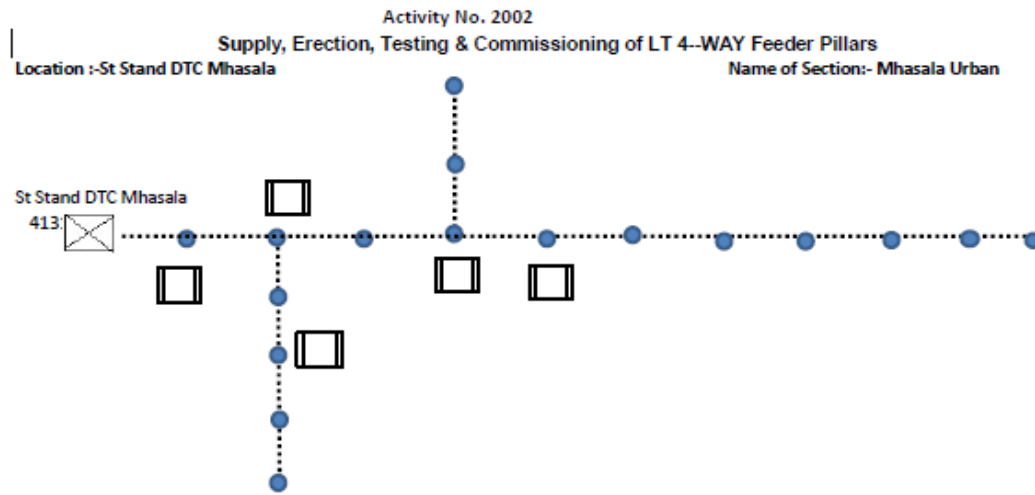 Activity No. 2002
Supply, Erection, Testing & Commissioning of LT 4--WAY Feeder Pillars
Location :-St Stand DTC Mhasala
Name of Section:- Mhasala Urban
St Stand DTC Mhasala
413